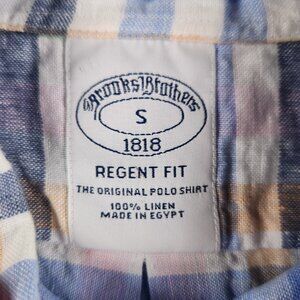 Brooks Brothers
S
1818
REGENT FIT
THE ORIGINAL POLO SHIRT
100% LINEN
MADE IN EGYPT